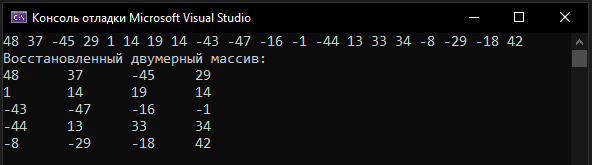 Консоль отладки Microsoft Visual Studio
48 37 -45 29 1 14 19 14 -43 -47 -16 -1 -44 13 33 34 -8 -29 -18 42
Восстановленный двумерный массив:
48 37 -45 29
1 14 19 14
-43 -47 -16 -1
-44 13 33 34
-8 -29 -18 42